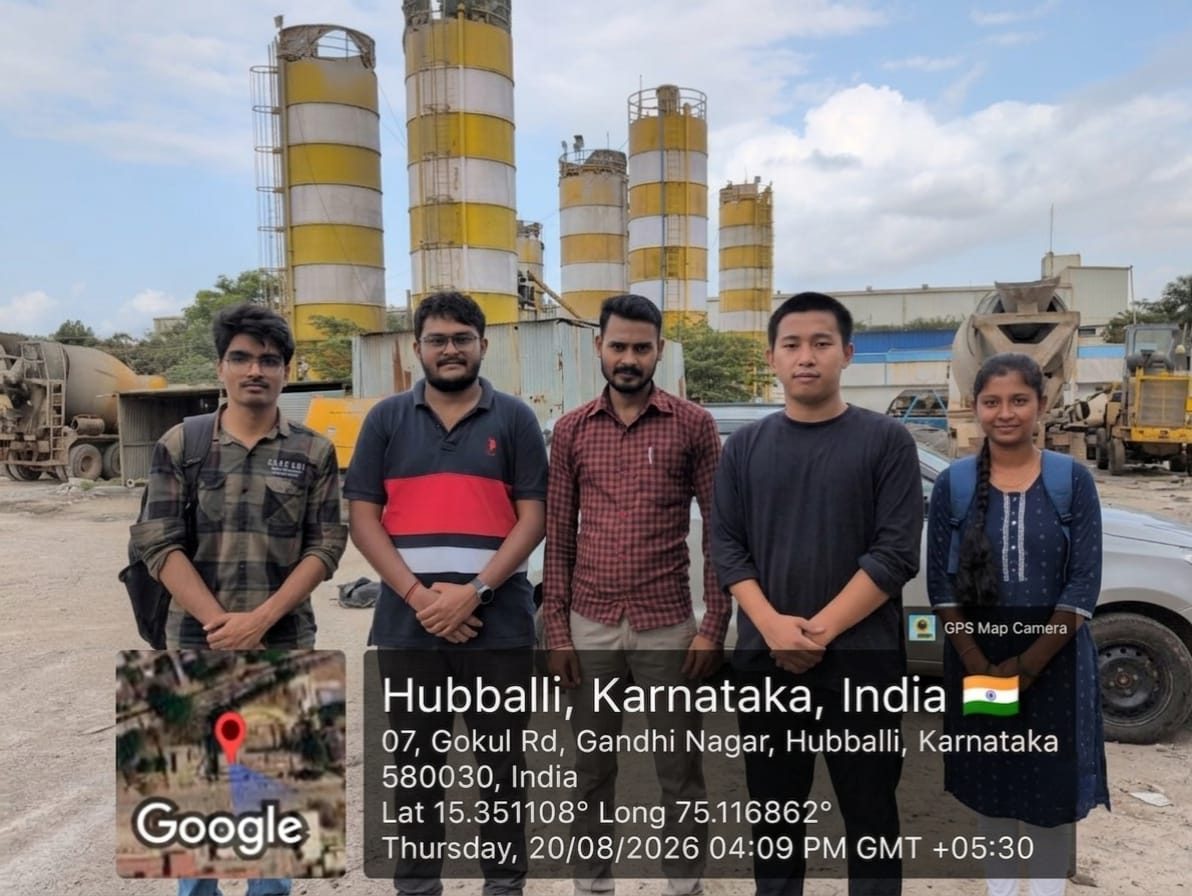 GPS Map Camera
Hubballi, Karnataka, India 🇮🇳
07, Gokul Rd, Gandhi Nagar, Hubballi, Karnataka
580030, India
Lat 15.351108° Long 75.116862°
Thursday, 20/08/2026 04:09 PM GMT +05:30
Google